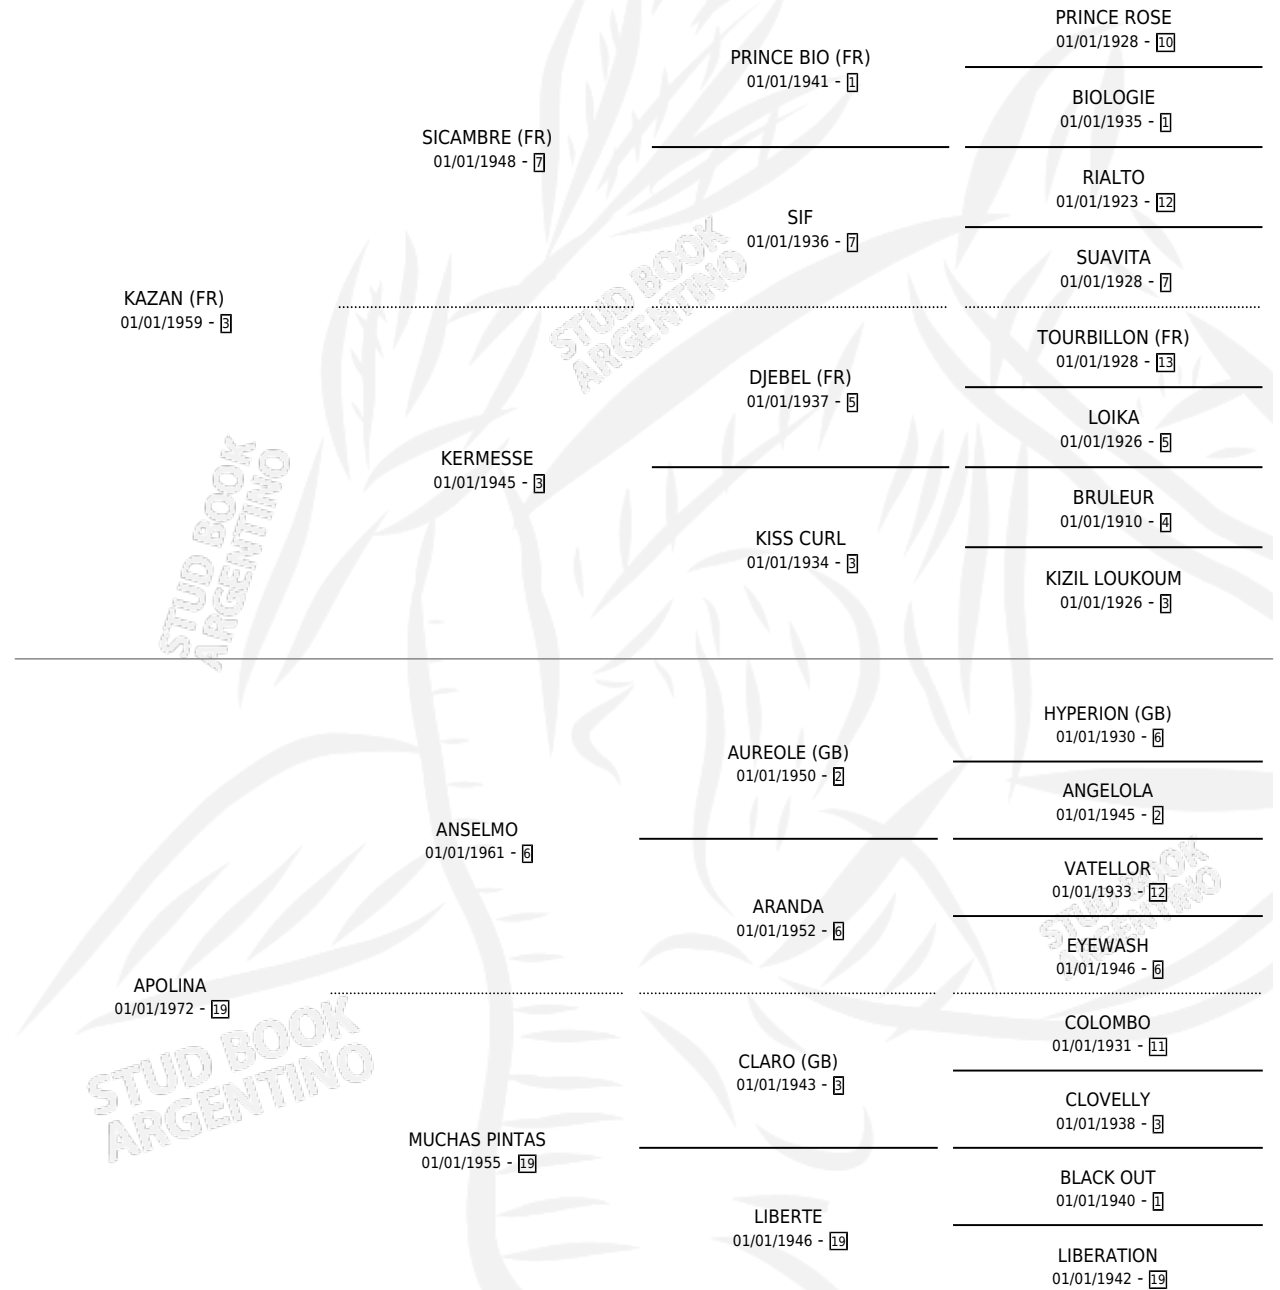 PRINCE ROSE
01/01/1928 - 10
PRINCE BIO (FR)
01/01/1941 - 1
BIOLOGIE
01/01/1935 - 1
SICAMBRE (FR)
01/01/1948 - 7
RIALTO
01/01/1923 - 12
SIF
01/01/1936 - 7
SUAVITA
01/01/1928 - 7
KAZAN (FR)
01/01/1959 - 3
TOURBILLON (FR)
01/01/1928 - 13
DJEBEL (FR)
01/01/1937 - 5
LOIKA
01/01/1926 - 5
KERMESSE
01/01/1945 - 3
BRULEUR
01/01/1910 - 4
KISS CURL
01/01/1934 - 3
KIZIL LOUKOUM
01/01/1926 - 3
HYPERION (GB)
01/01/1930 - 6
AUREOLE (GB)
01/01/1950 - 2
ANGELOLA
01/01/1945 - 2
ANSELMO
01/01/1961 - 6
VATELLOR
01/01/1933 - 12
ARANDA
01/01/1952 - 6
EYEWASH
01/01/1946 - 6
APOLINA
01/01/1972 - 19
COLOMBO
01/01/1931 - 11
CLARO (GB)
01/01/1943 - 3
CLOVELLY
01/01/1938 - 3
MUCHAS PINTAS
01/01/1955 - 19
BLACK OUT
01/01/1940 - 1
LIBERTE
01/01/1946 - 19
LIBERATION
01/01/1942 - 19
STUD BOOK
ARGENTINO
STUD BOOK
ARGENTINO
STUD BOOK
ARGENTINO
STUD BOOK
ARGENTINO